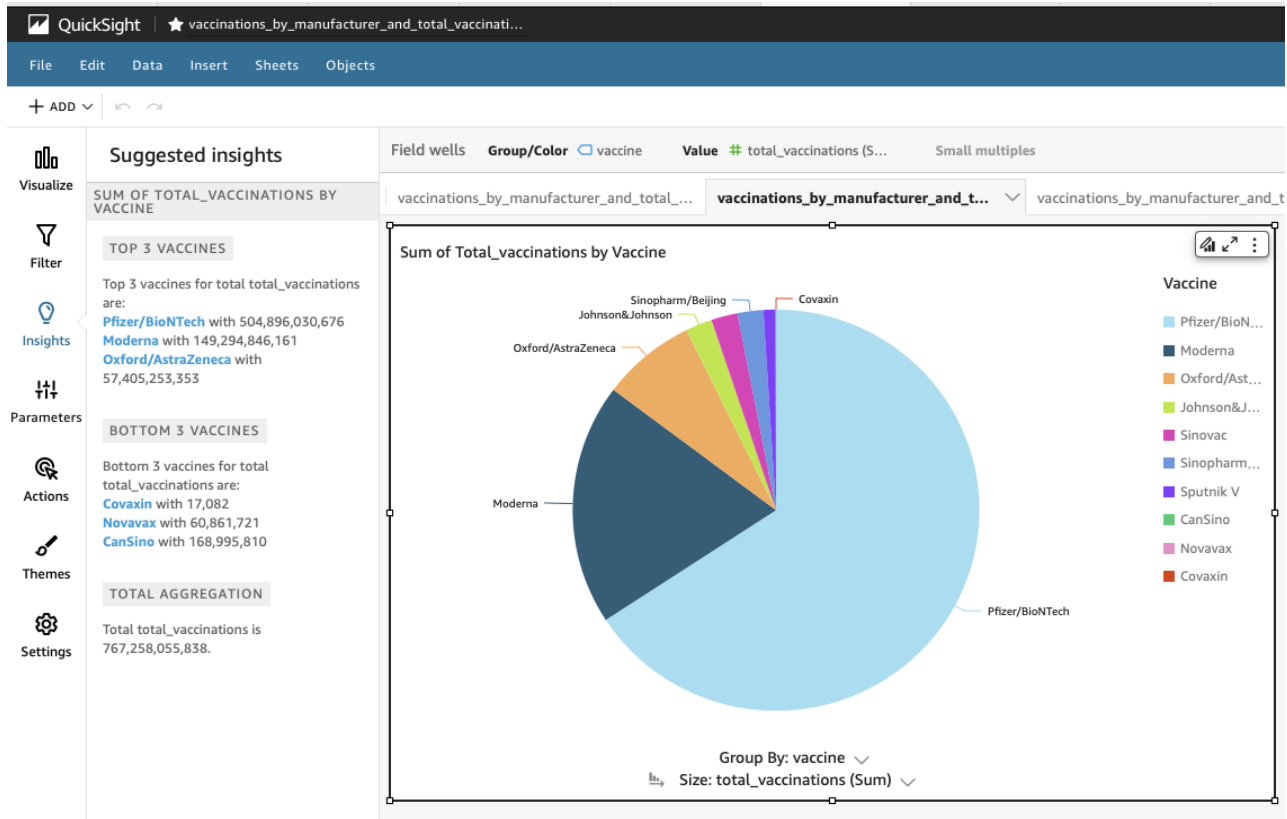 QuickSight ★ vaccinations_by_manufacturer_and_total_vaccinati...
File Edit Data Insert Sheets Objects
+ ADD
Visualize
Filter
Insights
Parameters
Actions
Themes
Settings
Suggested insights
SUM OF TOTAL_VACCINATIONS BY
VACCINE
TOP 3 VACCINES
Top 3 vaccines for total total_vaccinations
are:
Pfizer/BioNTech with 504,896,030,676
Moderna with 149,294,846,161
Oxford/AstraZeneca with
57,405,253,353
BOTTOM 3 VACCINES
Bottom 3 vaccines for total
total_vaccinations are:
Covaxin with 17,082
Novavax with 60,861,721
CanSino with 168,995,810
TOTAL AGGREGATION
Total total_vaccinations is
767,258,055,838.
Field wells Group/Color vaccine Value # total_vaccinations (S... Small multiples
vaccinations_by_manufacturer_and_total_... vaccinations_by_manufacturer_and_t... vaccinations_by_manufacturer_and_t
Sum of Total_vaccinations by Vaccine
Sinopharm/Beijing
Covaxin
Johnson&Johnson
Oxford/AstraZeneca
Moderna
Pfizer/BioNTech
Vaccine
Pfizer/BioN...
Moderna
Oxford/Ast...
Johnson&J...
Sinovac
Sinopharm...
Sputnik V
CanSino
Novavax
Covaxin
Group By: vaccine
Size: total_vaccinations (Sum)